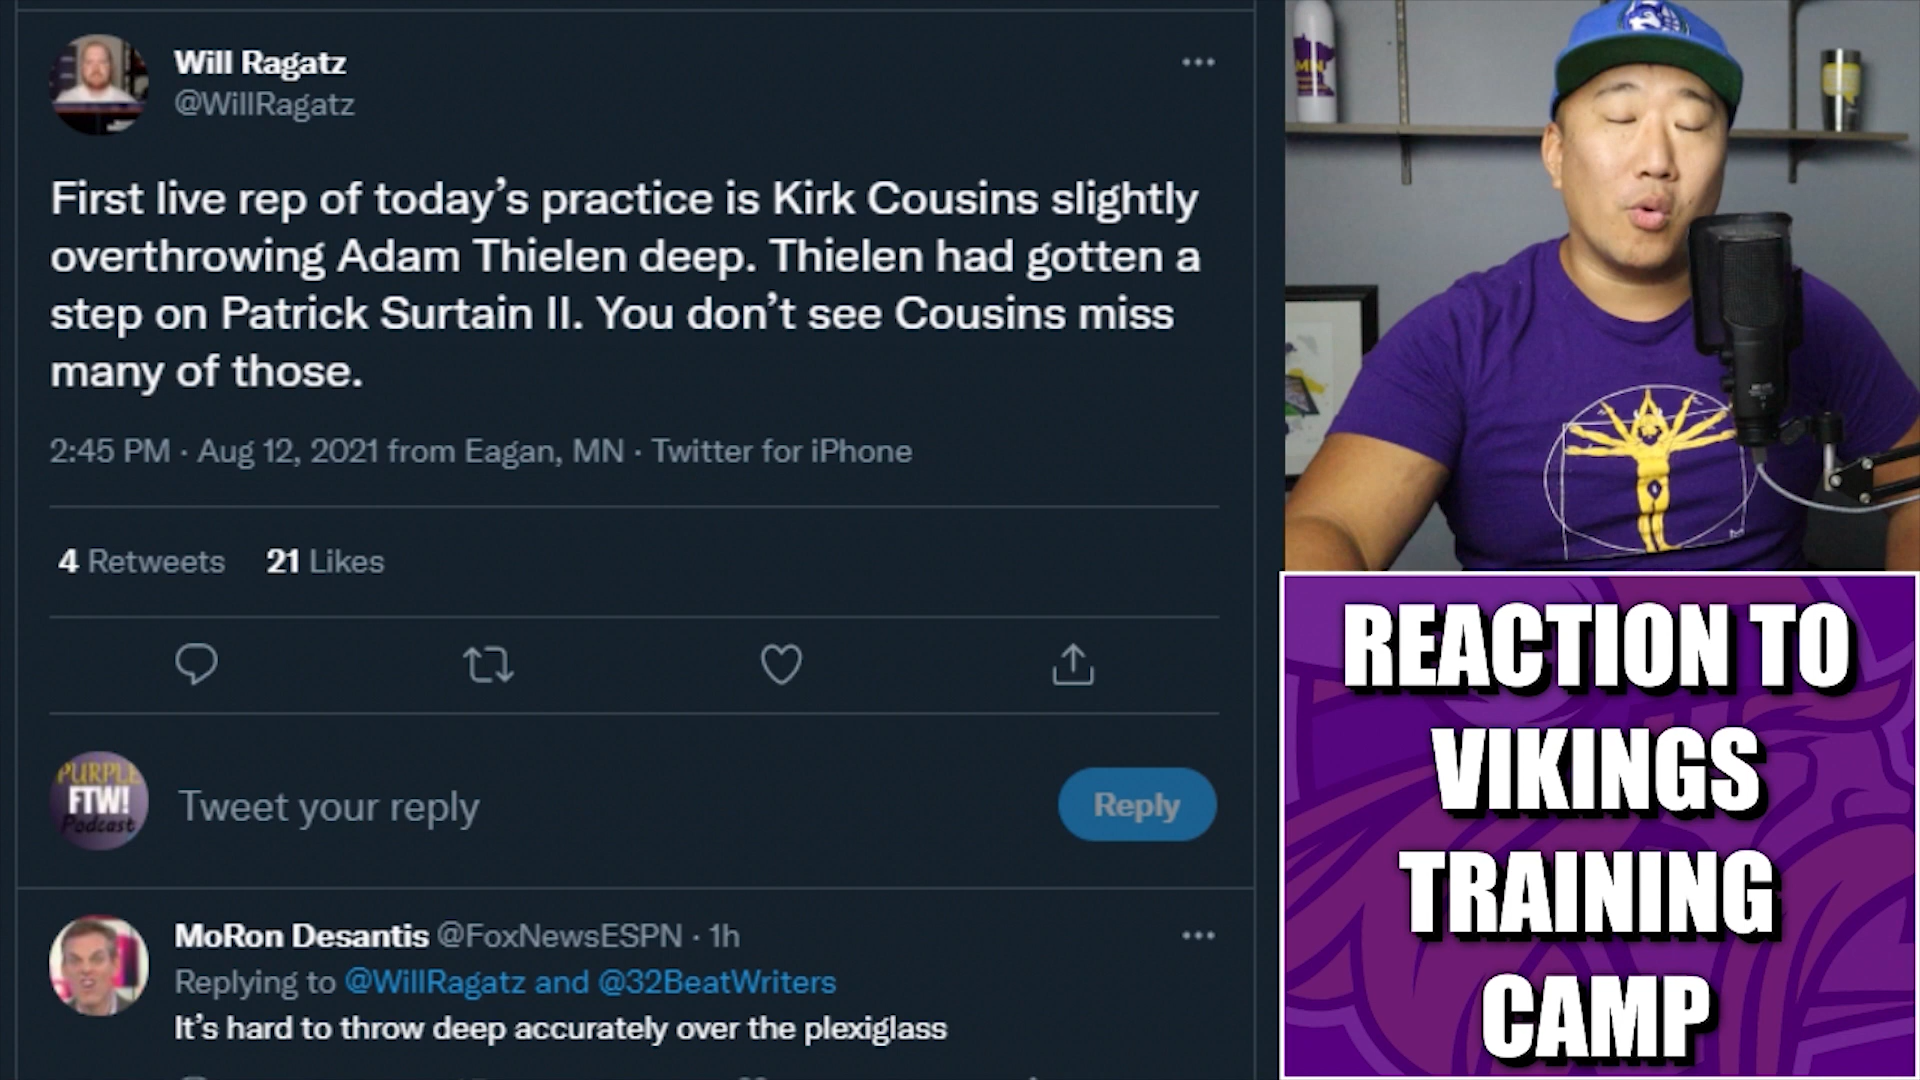 Will Ragatz
@WillRagatz
First live rep of today's practice is Kirk Cousins slightly
overthrowing Adam Thielen deep. Thielen had gotten a
step on Patrick Surtain II. You don't see Cousins miss
many of those.
2:45 PM · Aug 12, 2021 from Eagan, MN · Twitter for iPhone
4 Retweets 21 Likes
PURPLE
FTW!
Podcast
Tweet your reply
Reply
MoRon Desantis @FoxNewsESPN · 1h
Replying to @WillRagatz and @32BeatWriters
It's hard to throw deep accurately over the plexiglass
REACTION TO
VIKINGS
TRAINING
CAMP